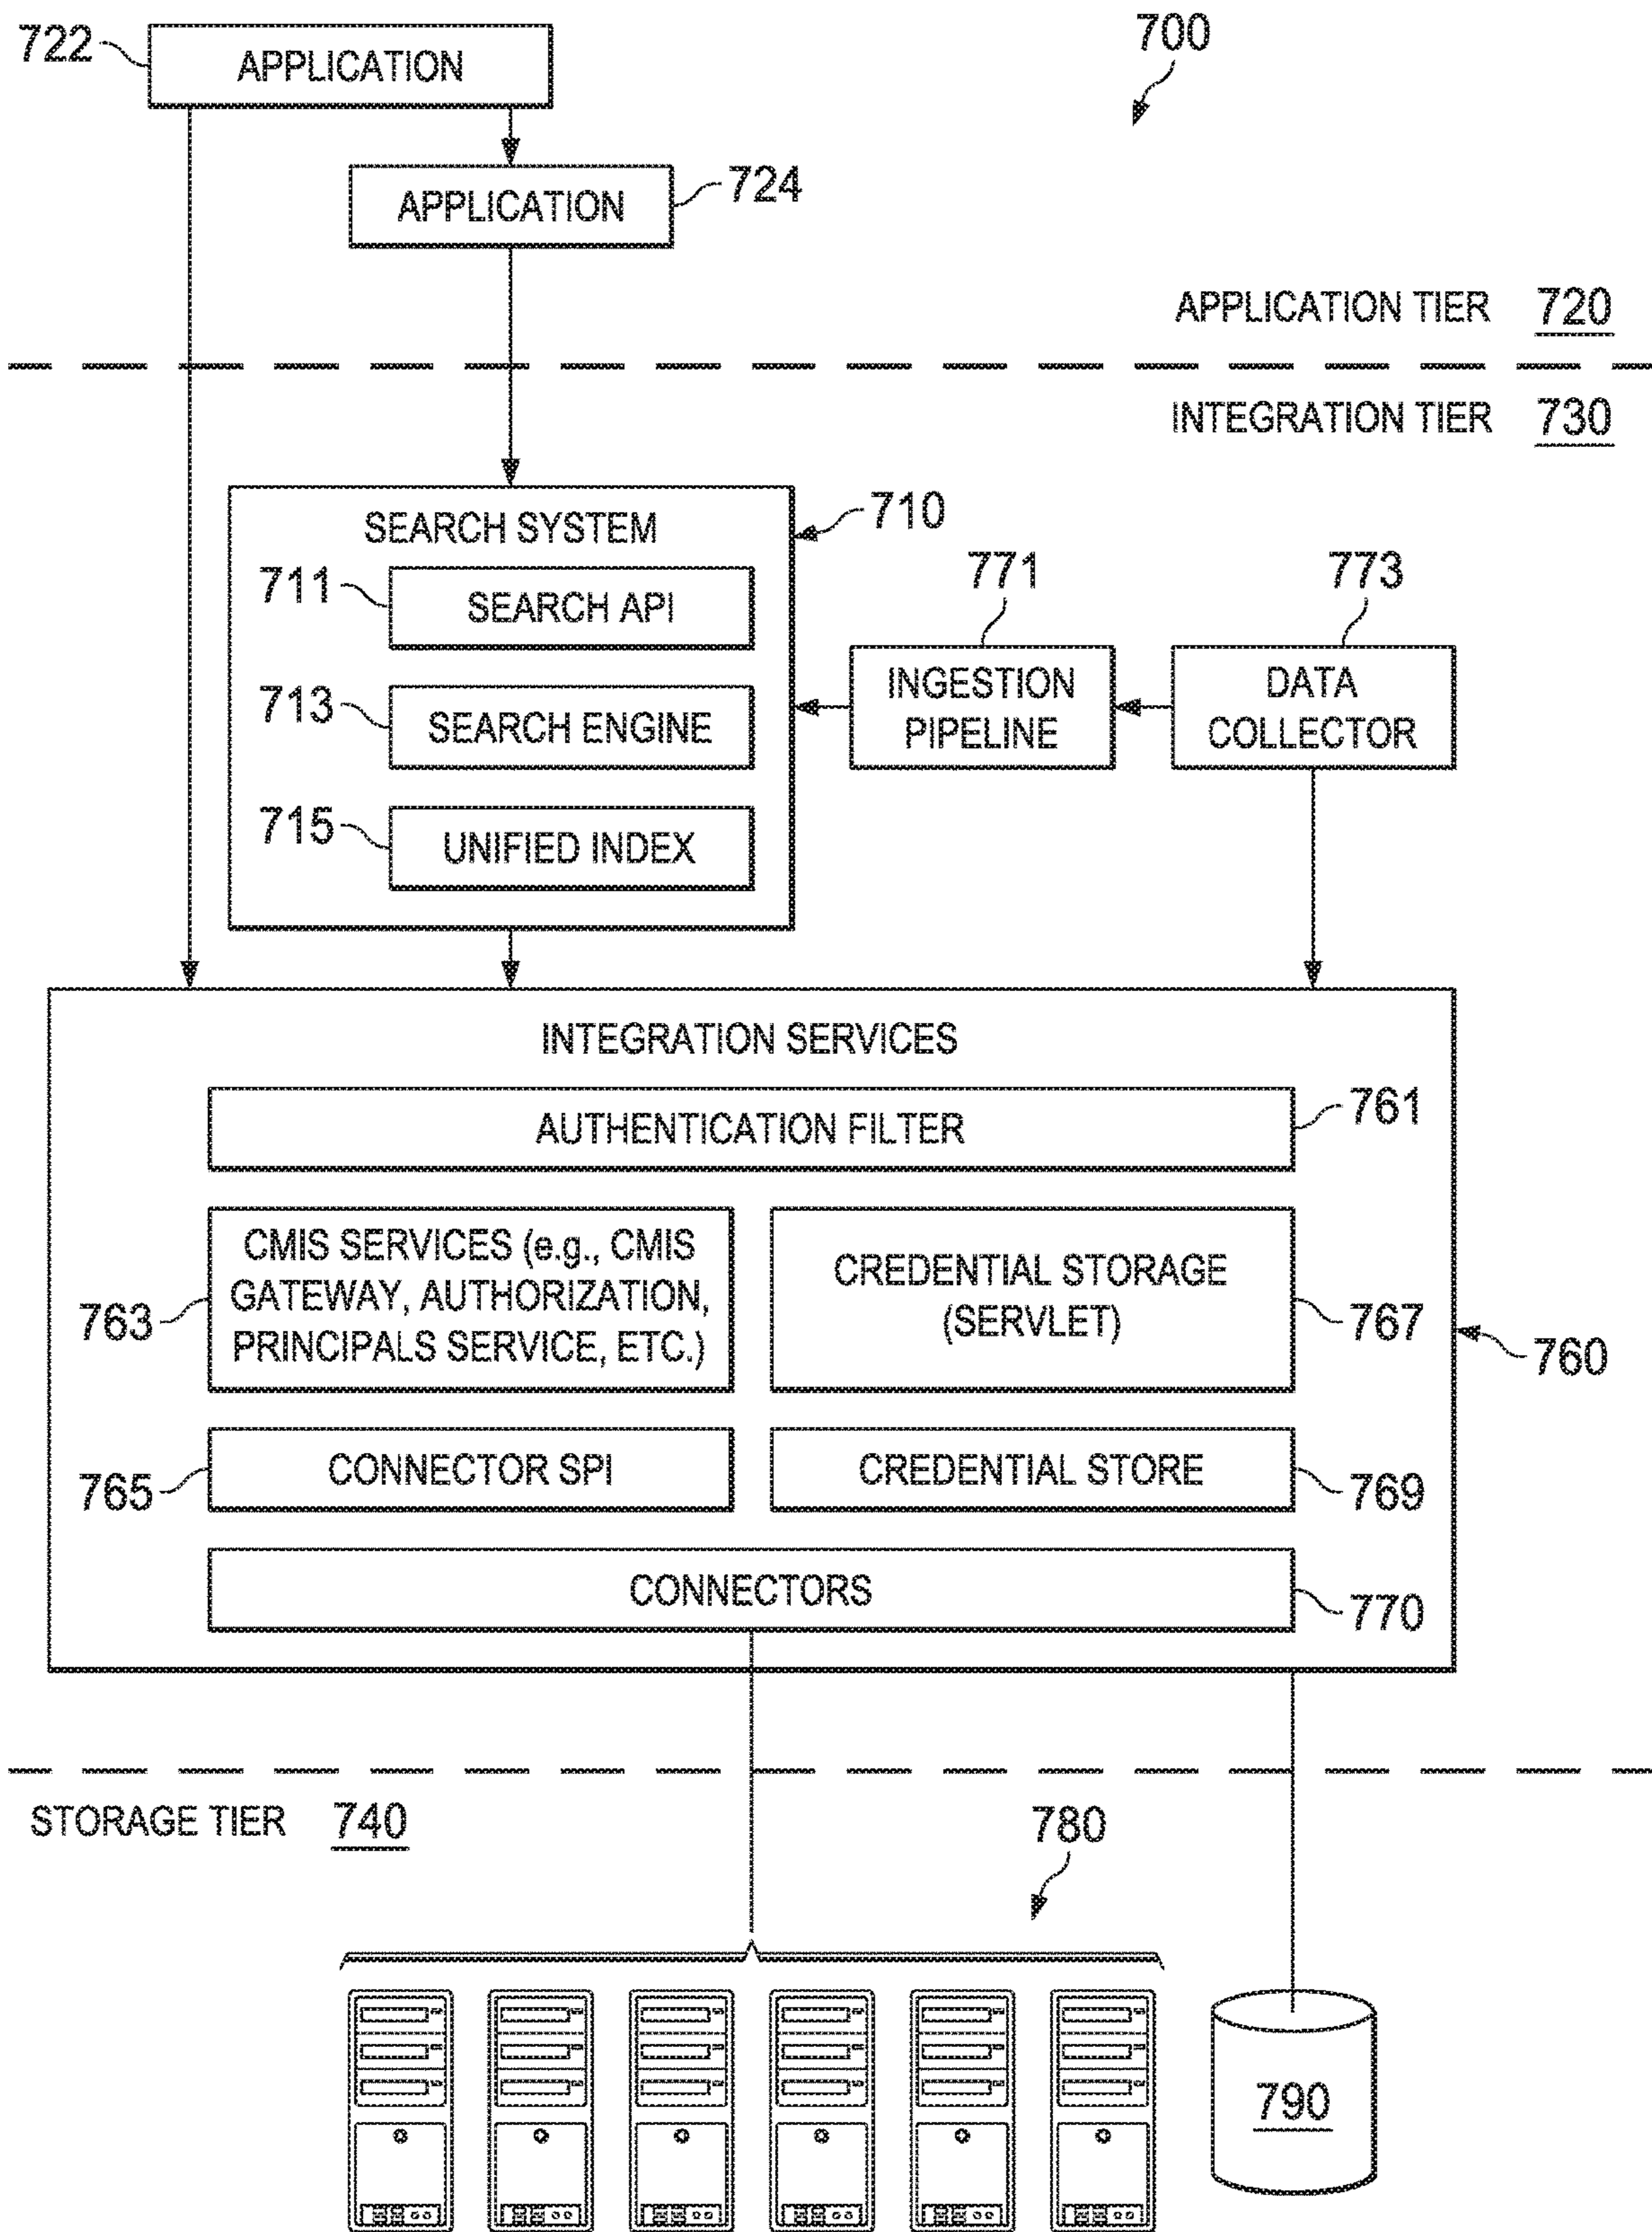 700
722
APPLICATION
APPLICATION
724
APPLICATION TIER 720
INTEGRATION TIER 730
SEARCH SYSTEM
710
711
SEARCH API
713
SEARCH ENGINE
715
UNIFIED INDEX
771
INGESTION
PIPELINE
773
DATA
COLLECTOR
INTEGRATION SERVICES
AUTHENTICATION FILTER
761
763
CMIS SERVICES (e.g., CMIS
GATEWAY, AUTHORIZATION,
PRINCIPALS SERVICE, ETC.)
CREDENTIAL STORAGE
(SERVLET)
767
760
765
CONNECTOR SPI
CREDENTIAL STORE
769
CONNECTORS
770
STORAGE TIER 740
780
790